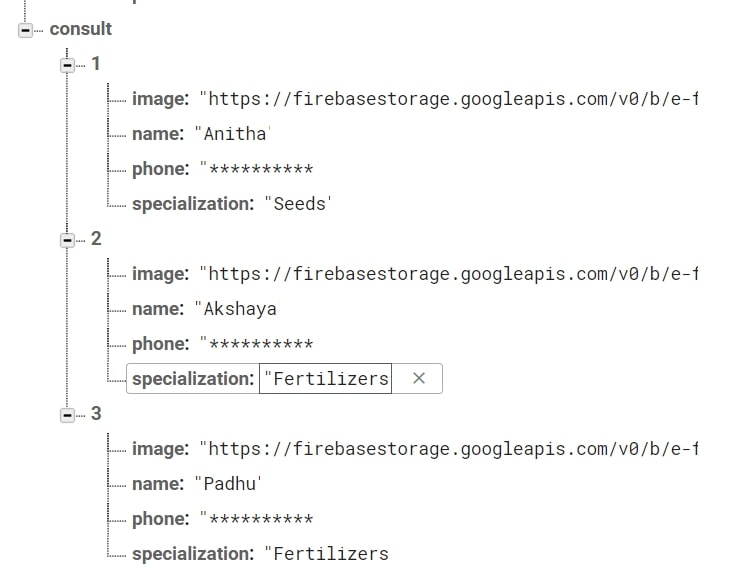 consult
1
image: "https://firebasestorage.googleapis.com/v0/b/e-f
name: "Anitha'
phone: "**********
specialization: "Seeds'
2
image: "https://firebasestorage.googleapis.com/v0/b/e-f
name: "Akshaya
phone: "**********
specialization: "Fertilizers ×
3
image: "https://firebasestorage.googleapis.com/v0/b/e-f
name: "Padhu'
phone: "**********
specialization: "Fertilizers